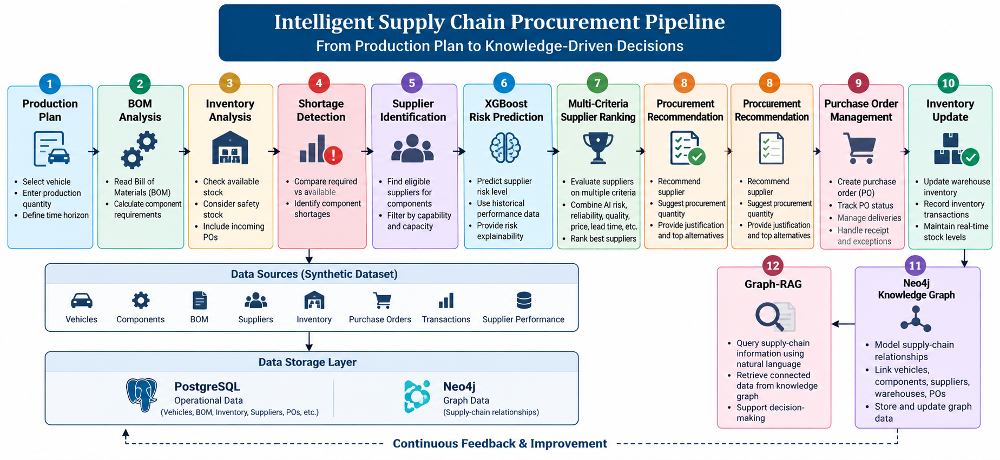 Intelligent Supply Chain Procurement Pipeline
From Production Plan to Knowledge-Driven Decisions
1
Production
Plan
• Select vehicle
• Enter production
quantity
• Define time horizon
2
BOM
Analysis
• Read Bill of
Materials (BOM)
• Calculate component
requirements
3
Inventory
Analysis
• Check available
stock
• Consider safety
stock
• Include incoming
POs
4
Shortage
Detection
• Compare required
vs available
• Identify component
shortages
5
Supplier
Identification
• Find eligible
suppliers for
components
• Filter by capability
and capacity
6
XGBoost
Risk Prediction
• Predict supplier
risk level
• Use historical
performance data
• Provide risk
explainability
7
Multi-Criteria
Supplier Ranking
• Evaluate suppliers
on multiple criteria
• Combine AI risk,
reliability, quality,
price, lead time, etc.
• Rank best suppliers
8
Procurement
Recommendation
• Recommend
supplier
• Suggest procurement
quantity
• Provide justification
and top alternatives
8
Procurement
Recommendation
• Recommend
supplier
• Suggest procurement
quantity
• Provide justification
and top alternatives
9
Purchase Order
Management
• Create purchase
order (PO)
• Track PO status
• Manage deliveries
• Handle receipt
and exceptions
10
Inventory
Update
• Update warehouse
inventory
• Record inventory
transactions
• Maintain real-time
stock levels
Data Sources (Synthetic Dataset)
Vehicles
Components
BOM
Suppliers
Inventory
Purchase Orders
Transactions
Supplier Performance
Data Storage Layer
PostgreSQL
Operational Data
(Vehicles, BOM, Inventory, Suppliers, POs, etc.)
Neo4j
Graph Data
(Supply-chain relationships)
12
Graph-RAG
• Query supply-chain
information using
natural language
• Retrieve connected
data from knowledge
graph
• Support decision-
making
11
Neo4j
Knowledge Graph
• Model supply-chain
relationships
• Link vehicles,
components, suppliers,
warehouses, POs
• Store and update graph
data
Continuous Feedback & Improvement